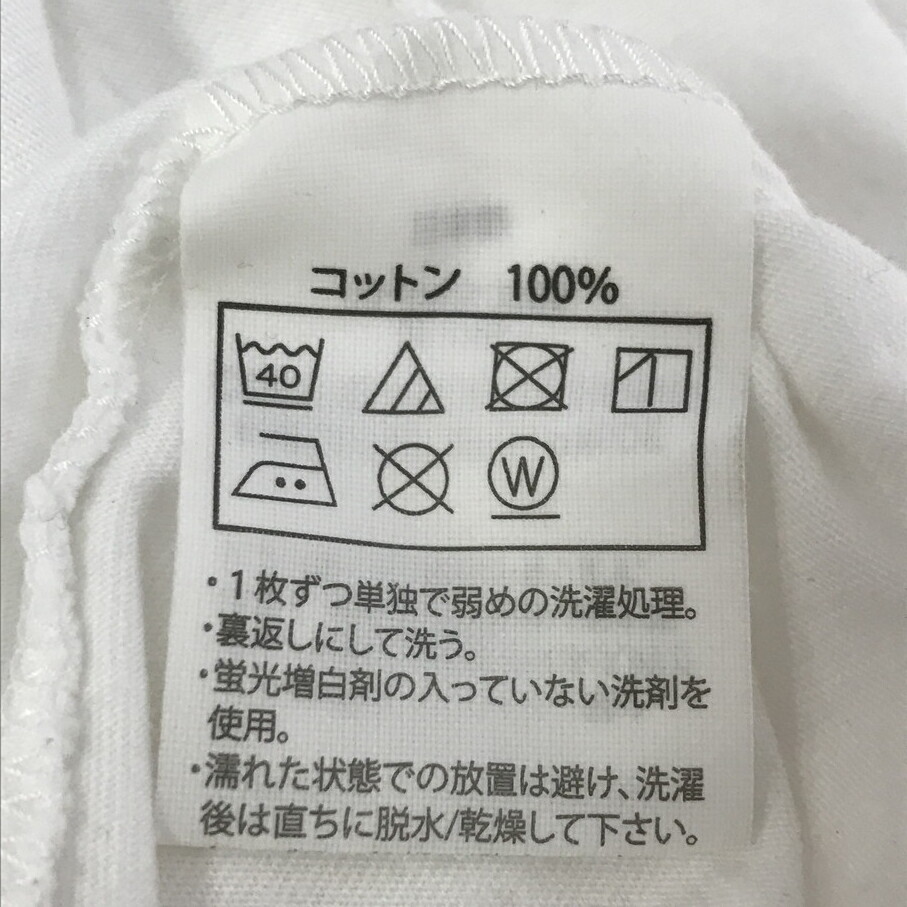 コットン 100%
40
W
・1枚ずつ単独で弱めの洗濯処理。
・裏返しにして洗う。
・蛍光増白剤の入っていない洗剤を
使用。
・濡れた状態での放置は避け、洗濯
後は直ちに脱水/乾燥して下さい。